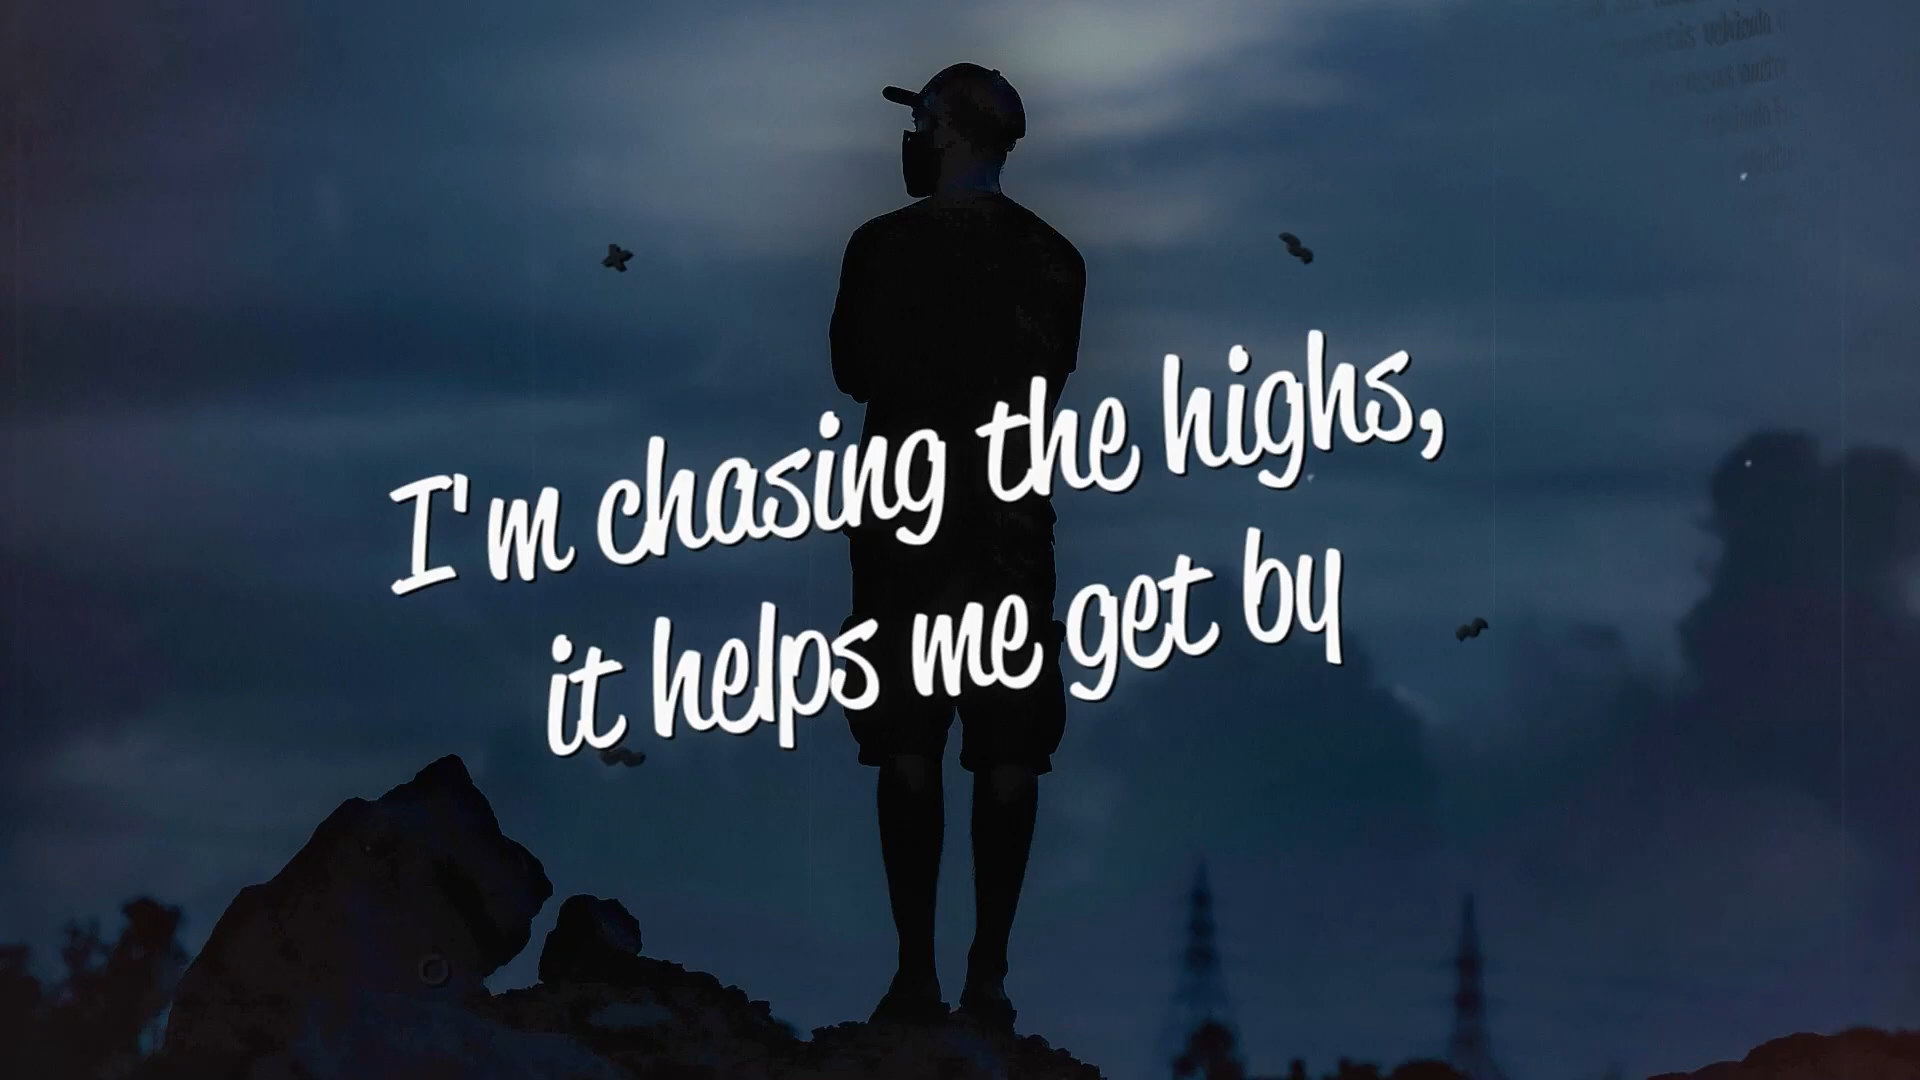 I'm chasing the highs,
it helps me get by